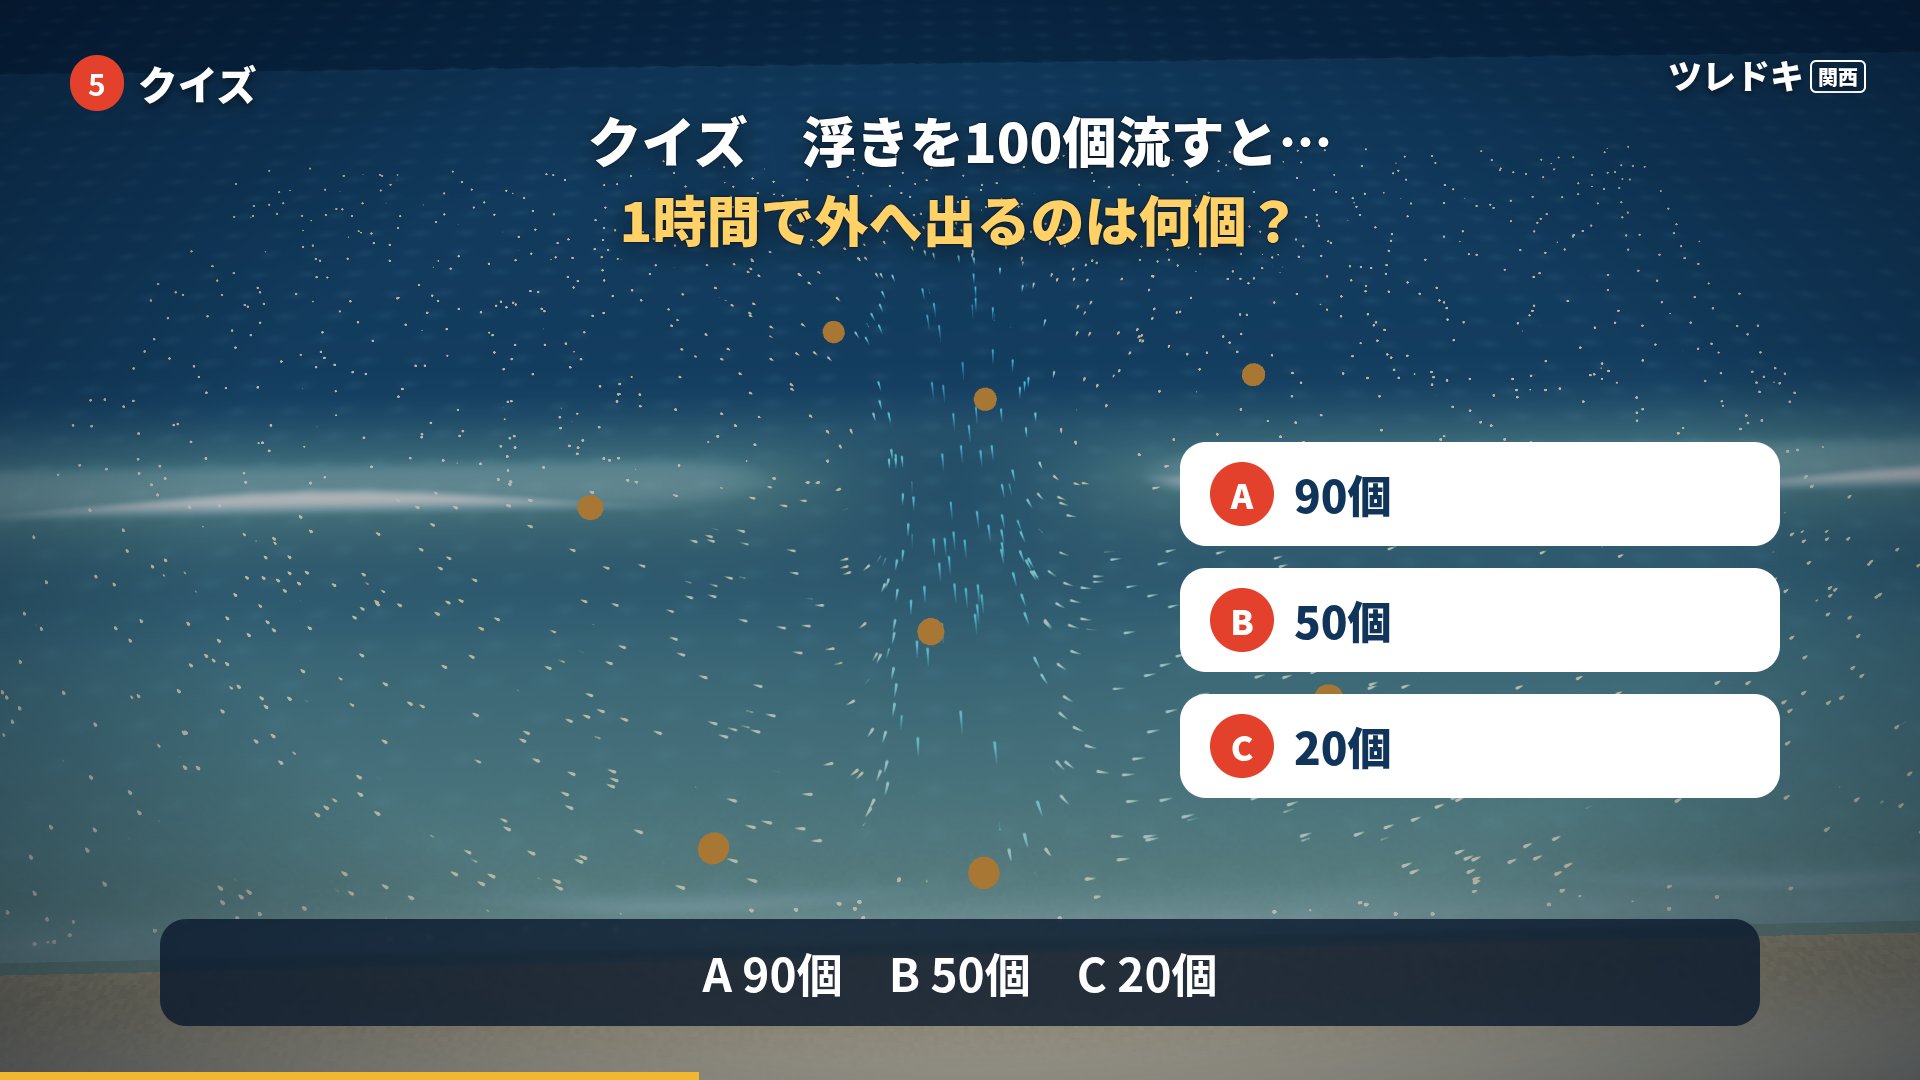 5 クイズ
ツレドキ 関西
クイズ　浮きを100個流すと…
1時間で外へ出るのは何個？
A 90個
B 50個
C 20個
A 90個　B 50個　C 20個